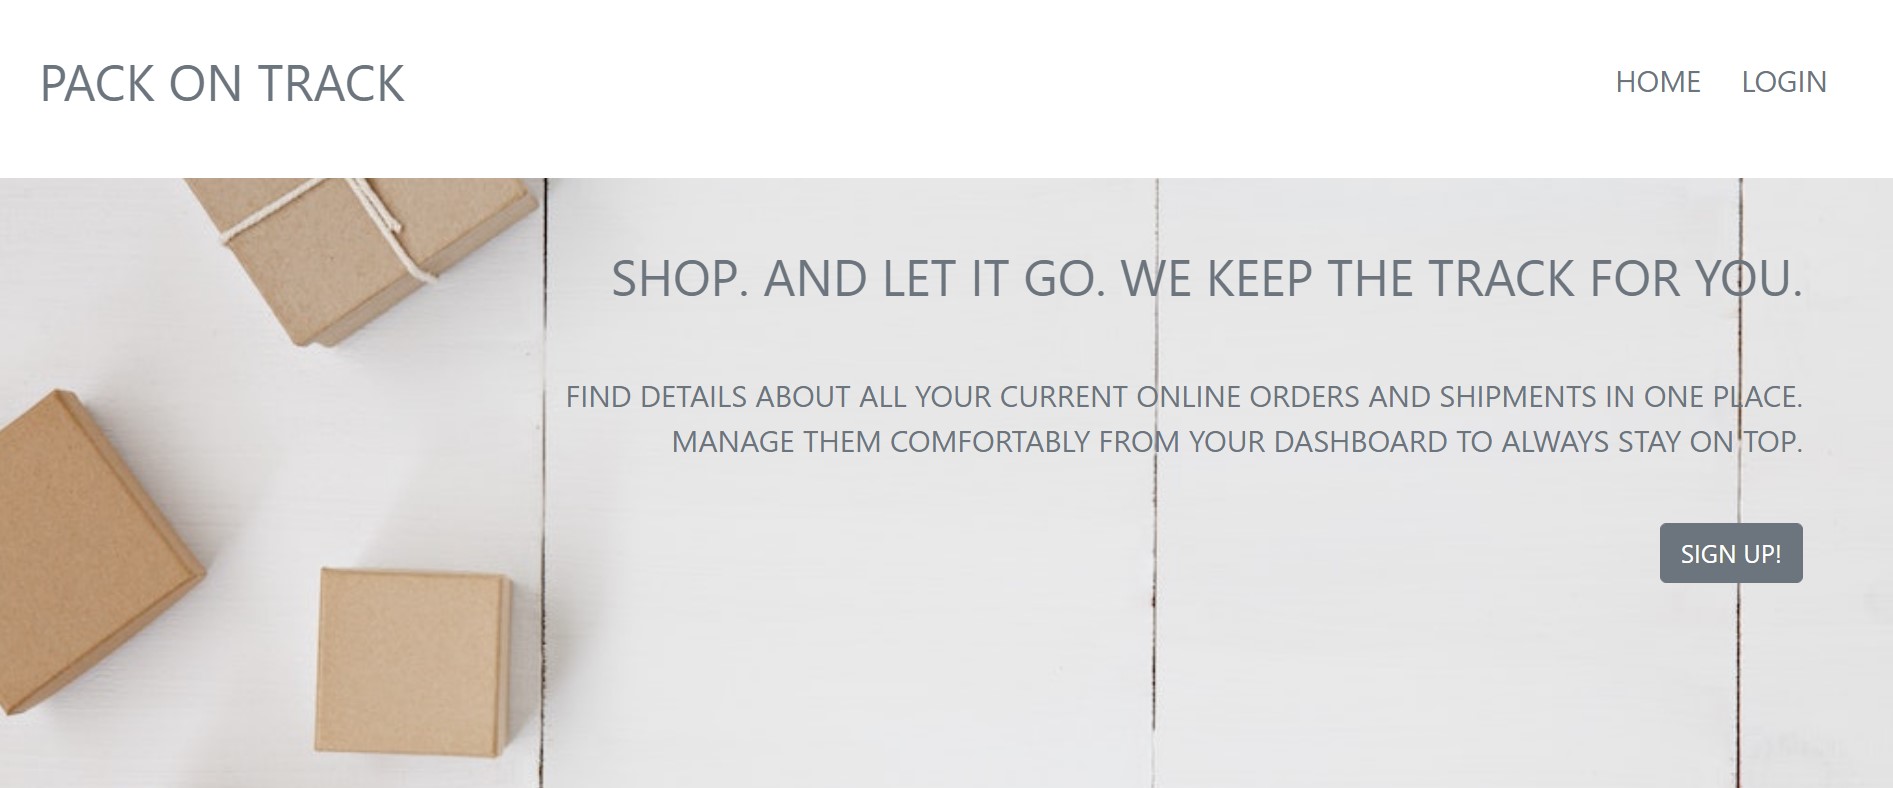 PACK ON TRACK
HOME LOGIN
SHOP. AND LET IT GO. WE KEEP THE TRACK FOR YOU.
FIND DETAILS ABOUT ALL YOUR CURRENT ONLINE ORDERS AND SHIPMENTS IN ONE PLACE.
MANAGE THEM COMFORTABLY FROM YOUR DASHBOARD TO ALWAYS STAY ON TOP.
SIGN UP!